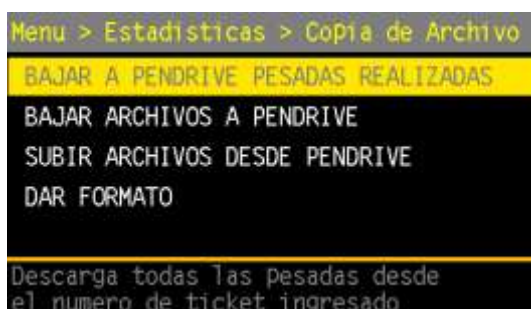 Menu > Estadisticas > Copia de Archivo
BAJAR A PENDRIVE PESADAS REALIZADAS
BAJAR ARCHIVOS A PENDRIVE
SUBIR ARCHIVOS DESDE PENDRIVE
DAR FORMATO
Descarga todas las pesadas desde
el numero de ticket ingresado